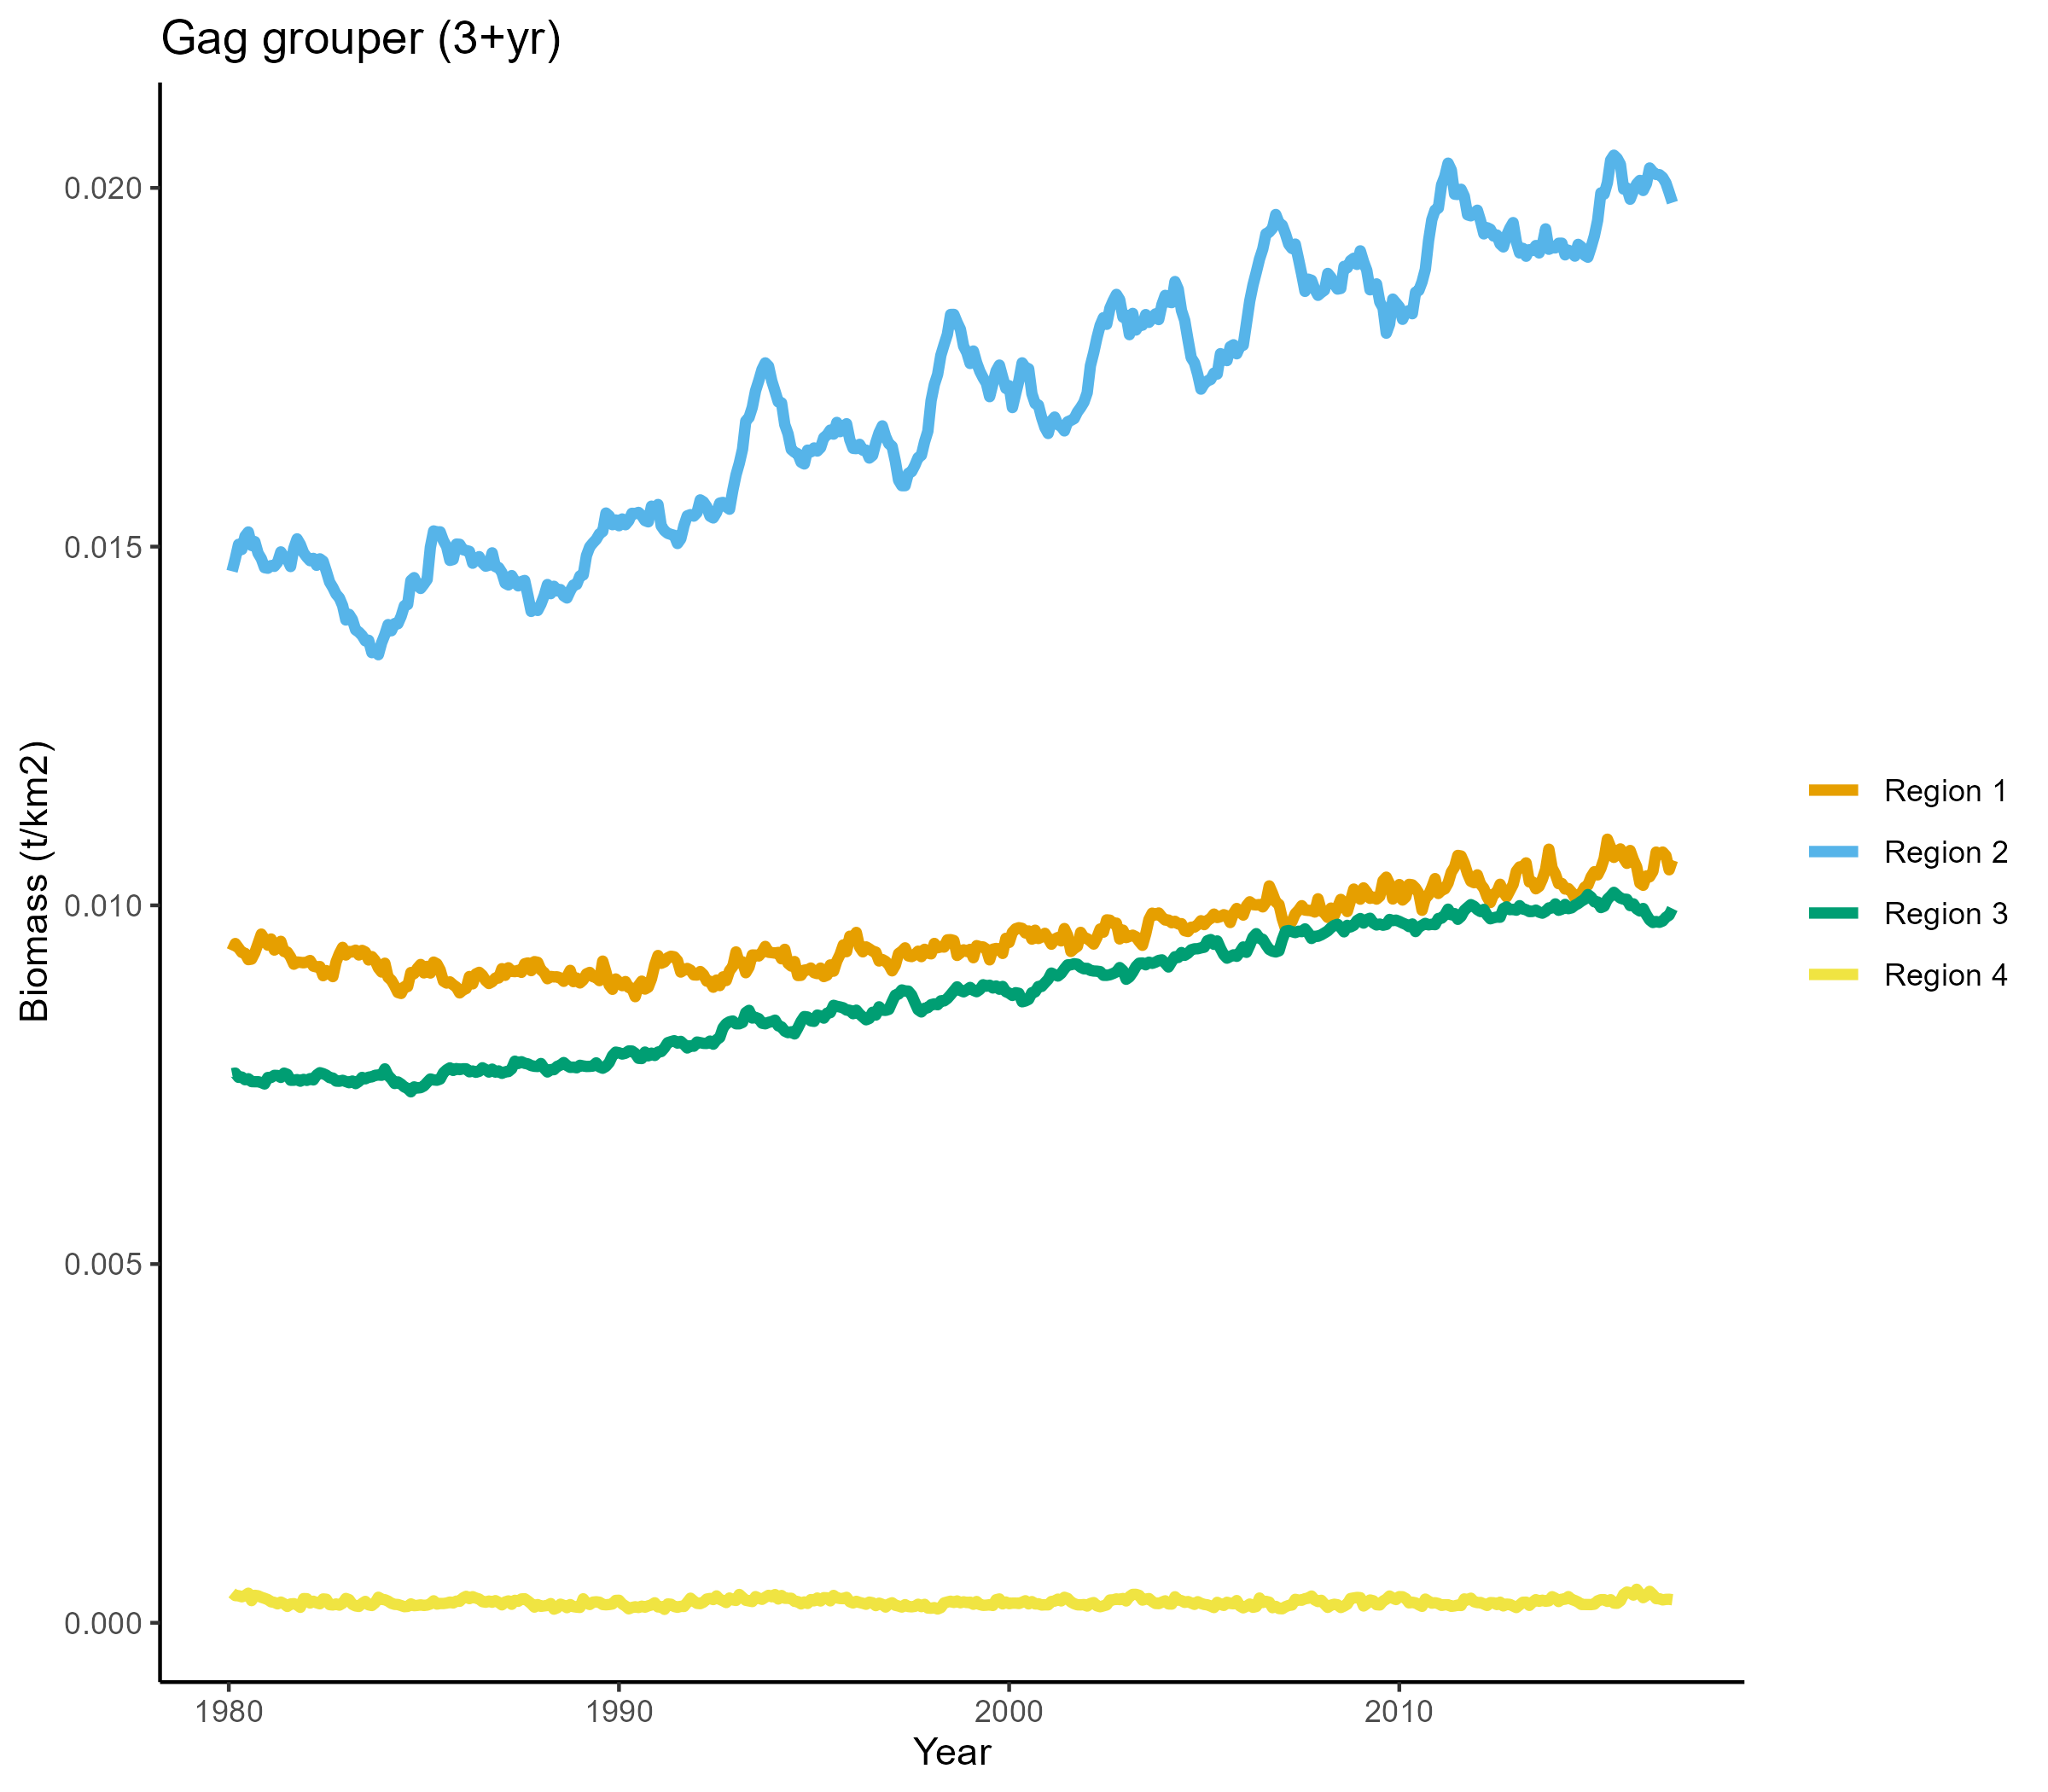 Gag grouper (3+yr)
Biomass (t/km2)
0.020
0.015
0.010
0.005
0.000
1980
1990
2000
2010
Year
Region 1
Region 2
Region 3
Region 4